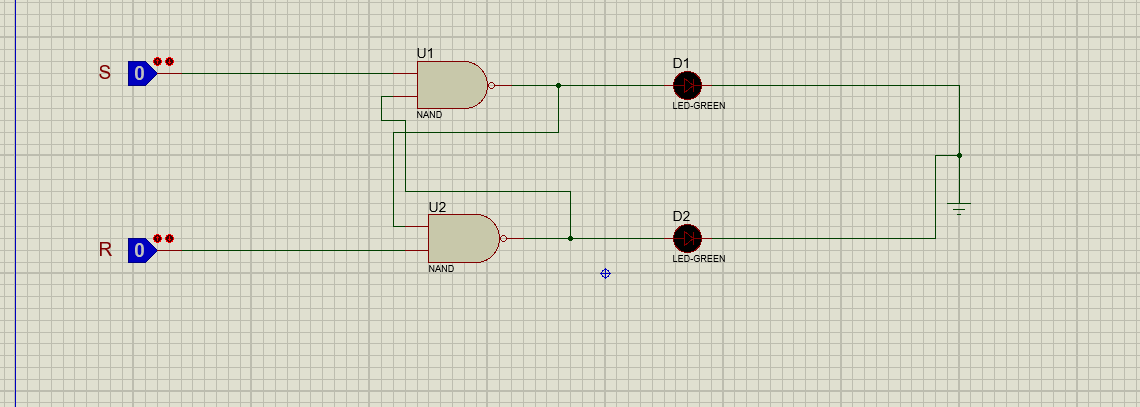 U1
D1
S 0
LED-GREEN
NAND
U2
D2
R 0
LED-GREEN
NAND